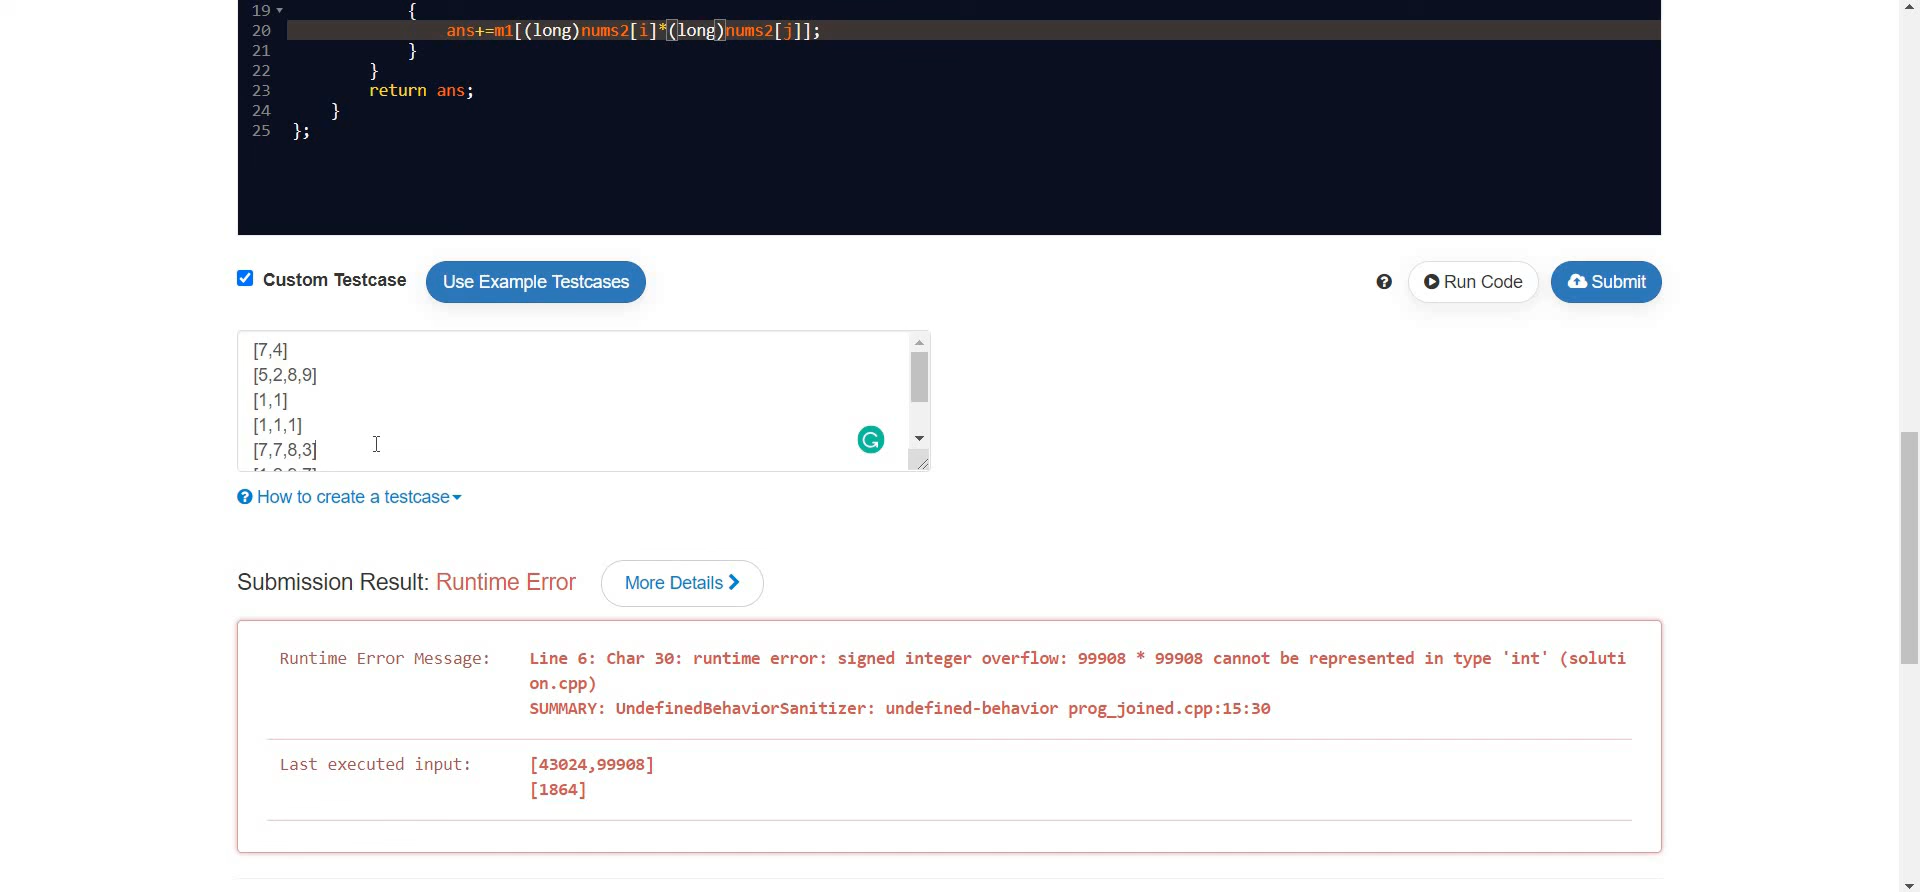 19 {
20 ans+=m1[(long)nums2[i]*(long)nums2[j]];
21 }
22 }
23 return ans;
24 }
25 };
Custom Testcase Use Example Testcases ? Run Code Submit
[7,4]
[5,2,8,9]
[1,1]
[1,1,1]
[7,7,8,3]
? How to create a testcase
Submission Result: Runtime Error More Details
Runtime Error Message: Line 6: Char 30: runtime error: signed integer overflow: 99908 * 99908 cannot be represented in type 'int' (soluti
on.cpp)
SUMMARY: UndefinedBehaviorSanitizer: undefined-behavior prog_joined.cpp:15:30
Last executed input: [43024,99908]
[1864]